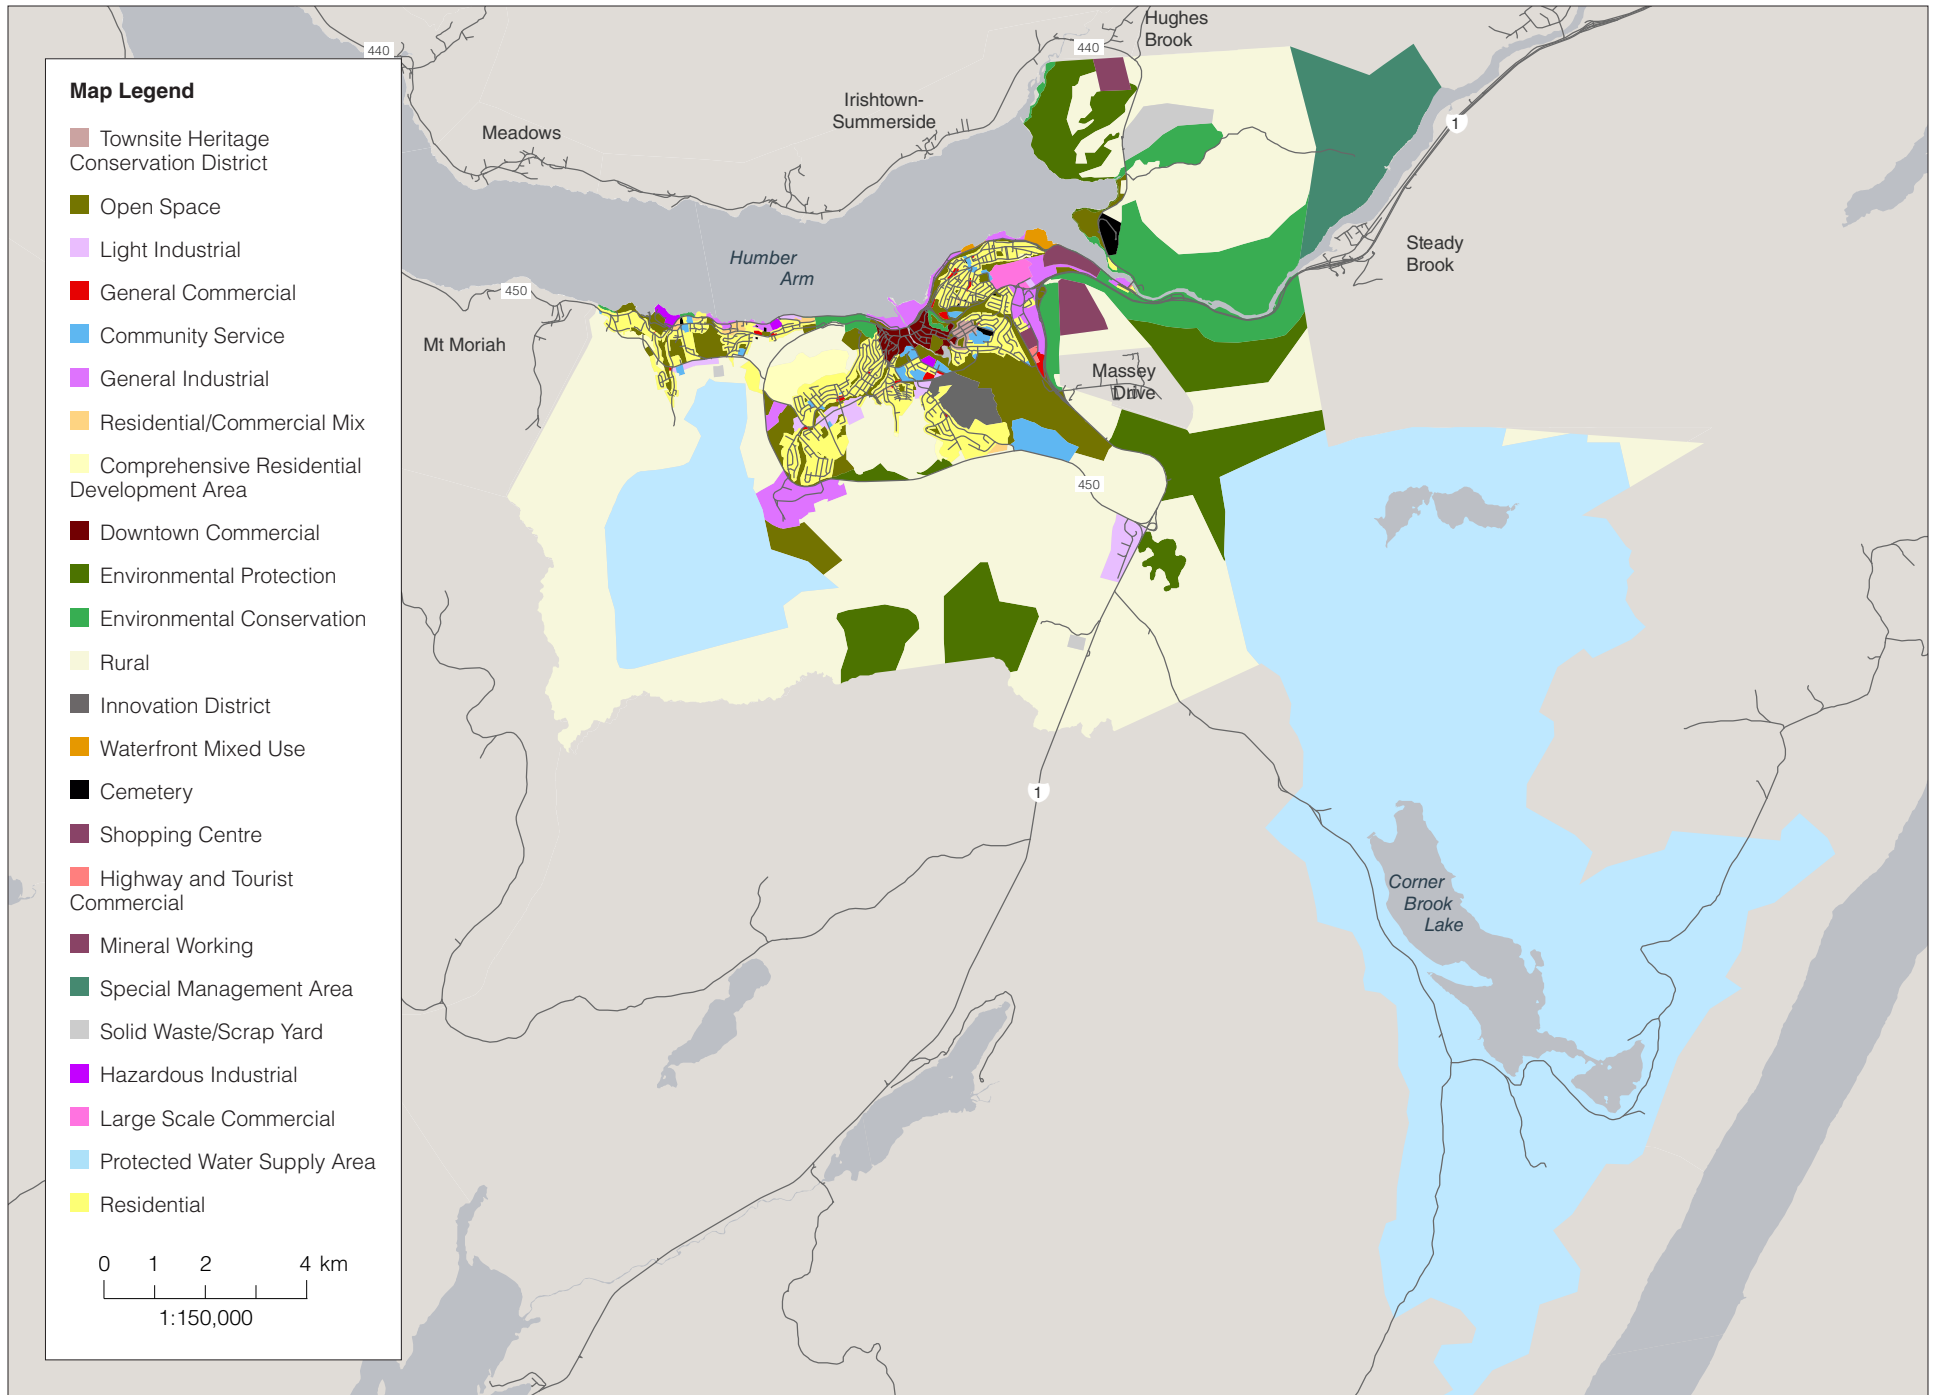 Map Legend
Townsite Heritage
Conservation District
Open Space
Light Industrial
General Commercial
Community Service
General Industrial
Residential/Commercial Mix
Comprehensive Residential
Development Area
Downtown Commercial
Environmental Protection
Environmental Conservation
Rural
Innovation District
Waterfront Mixed Use
Cemetery
Shopping Centre
Highway and Tourist
Commercial
Mineral Working
Special Management Area
Solid Waste/Scrap Yard
Hazardous Industrial
Large Scale Commercial
Protected Water Supply Area
Residential
0 1 2 4 km
1:150,000
440
Hughes
Brook
440
Irishtown-
Summerside
Meadows
1
Humber
Arm
Steady
Brook
450
Mt Moriah
Massey
Drive
450
1
Corner
Brook
Lake